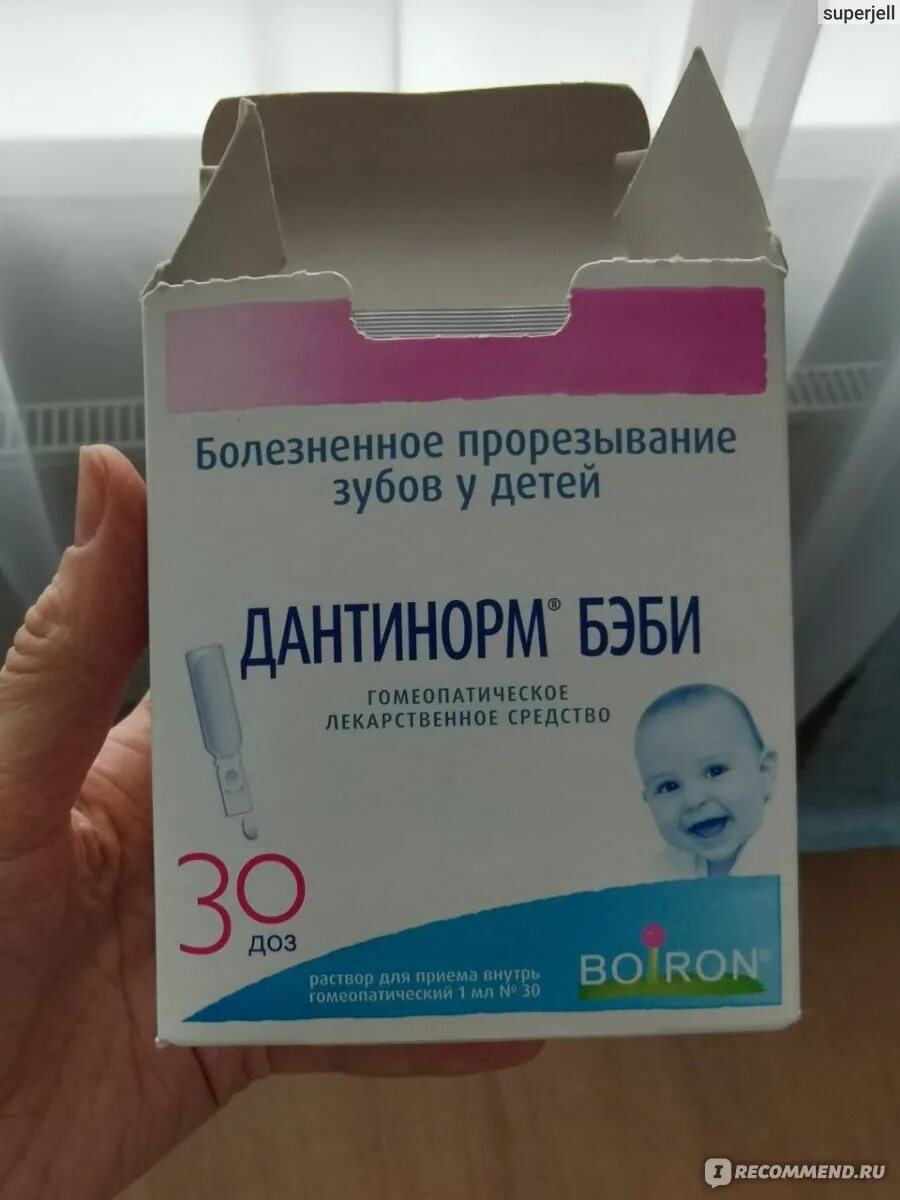 superjell
Болезненное прорезывание
зубов у детей
ДАНТИНОРМ® БЭБИ
ГОМЕОПАТИЧЕСКОЕ
ЛЕКАРСТВЕННОЕ СРЕДСТВО
30
ДОЗ
раствор для приема внутрь
гомеопатический 1 мл № 30
BOIRON®
IRECOMMEND.RU